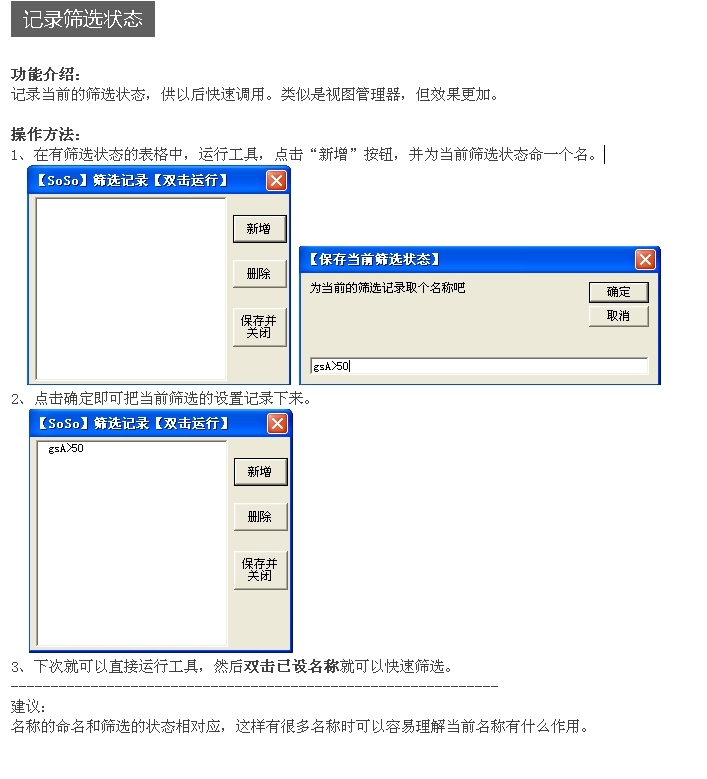 记录筛选状态
功能介绍：
记录当前的筛选状态，供以后快速调用。类似是视图管理器，但效果更加。
操作方法：
1、在有筛选状态的表格中，运行工具，点击“新增”按钮，并为当前筛选状态命一个名。
【SoSo】筛选记录【双击运行】
新增
删除
保存并
关闭
【保存当前筛选状态】
为当前的筛选记录取个名称吧
确定
取消
gsA>50
2、点击确定即可把当前筛选的设置记录下来。
【SoSo】筛选记录【双击运行】
gsA>50
新增
删除
保存并
关闭
3、下次就可以直接运行工具，然后双击已设名称就可以快速筛选。
--------------------------------------------------------------
建议：
名称的命名和筛选的状态相对应，这样有很多名称时可以容易理解当前名称有什么作用。